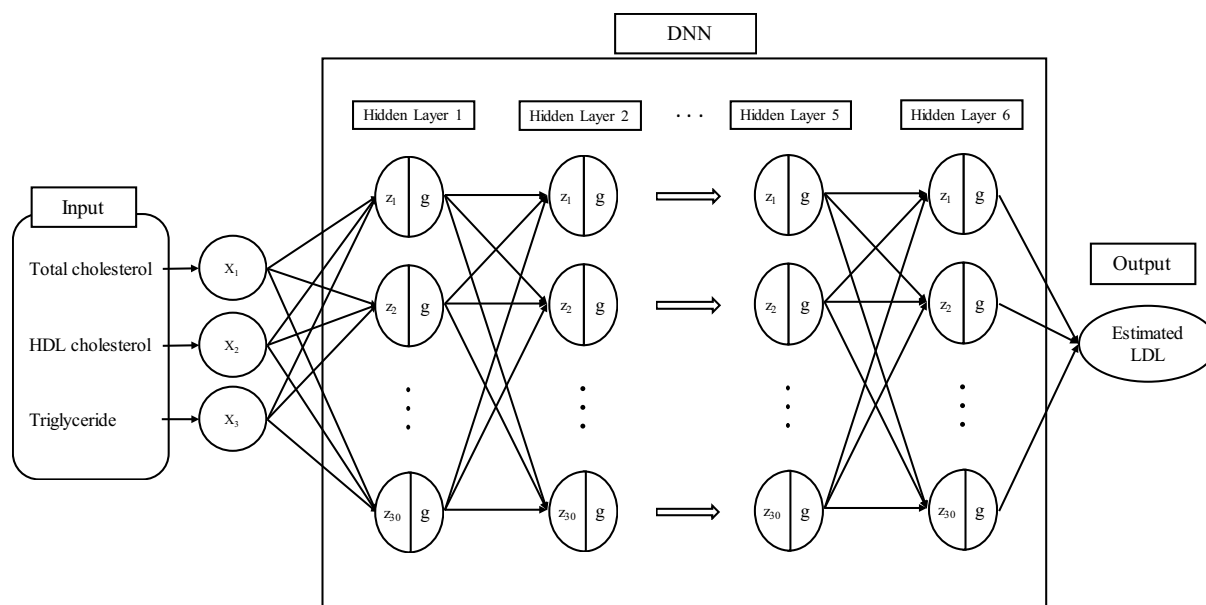 DNN
Hidden Layer 1
Hidden Layer 2
. . .
Hidden Layer 5
Hidden Layer 6
Input
Total cholesterol
HDL cholesterol
Triglyceride
X₁
X₂
X₃
z₁ g
z₂ g
z₃₀ g
z₁ g
z₂ g
z₃₀ g
z₁ g
z₂ g
z₃₀ g
z₁ g
z₂ g
z₃₀ g
Output
Estimated
LDL